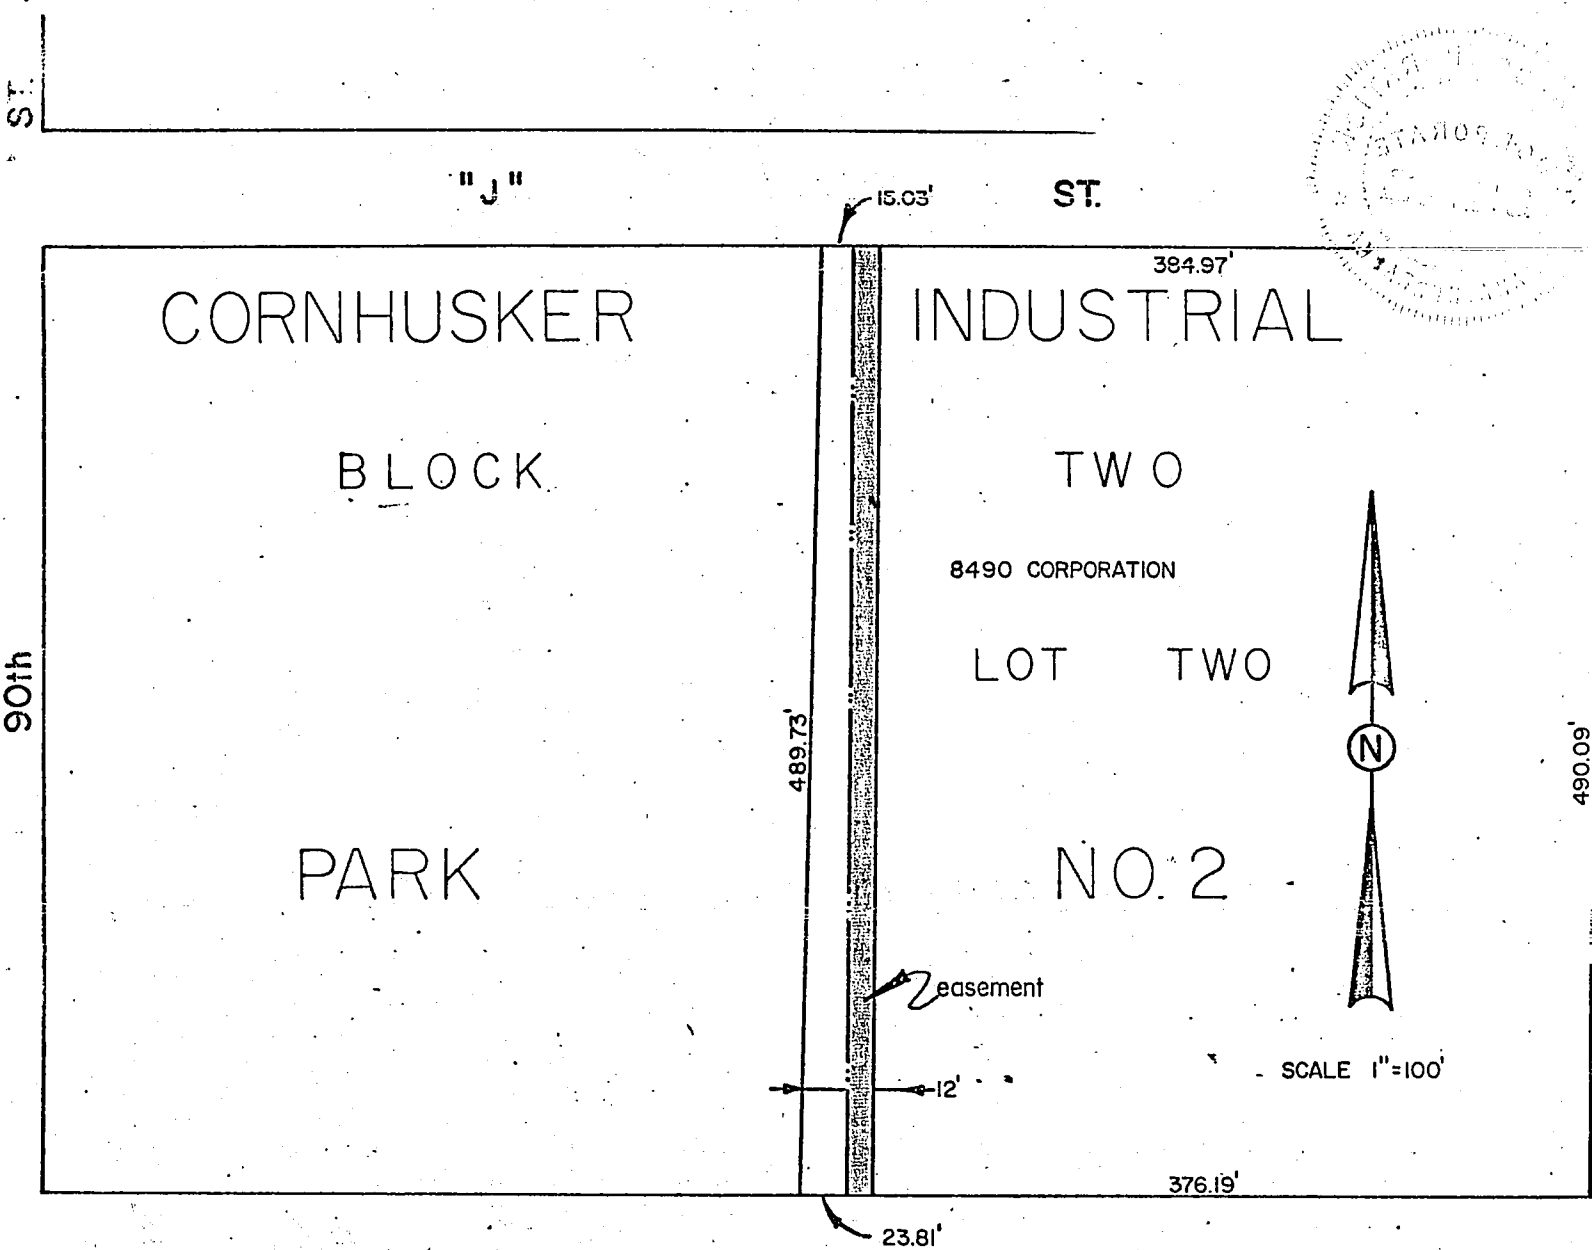 ST.
"J" ST.
15.03'
384.97'
CORNHUSKER INDUSTRIAL
BLOCK TWO
8490 CORPORATION
LOT TWO
90th
489.73'
N
490.09'
PARK NO. 2
easement
12'
SCALE 1"=100'
376.19'
23.81'